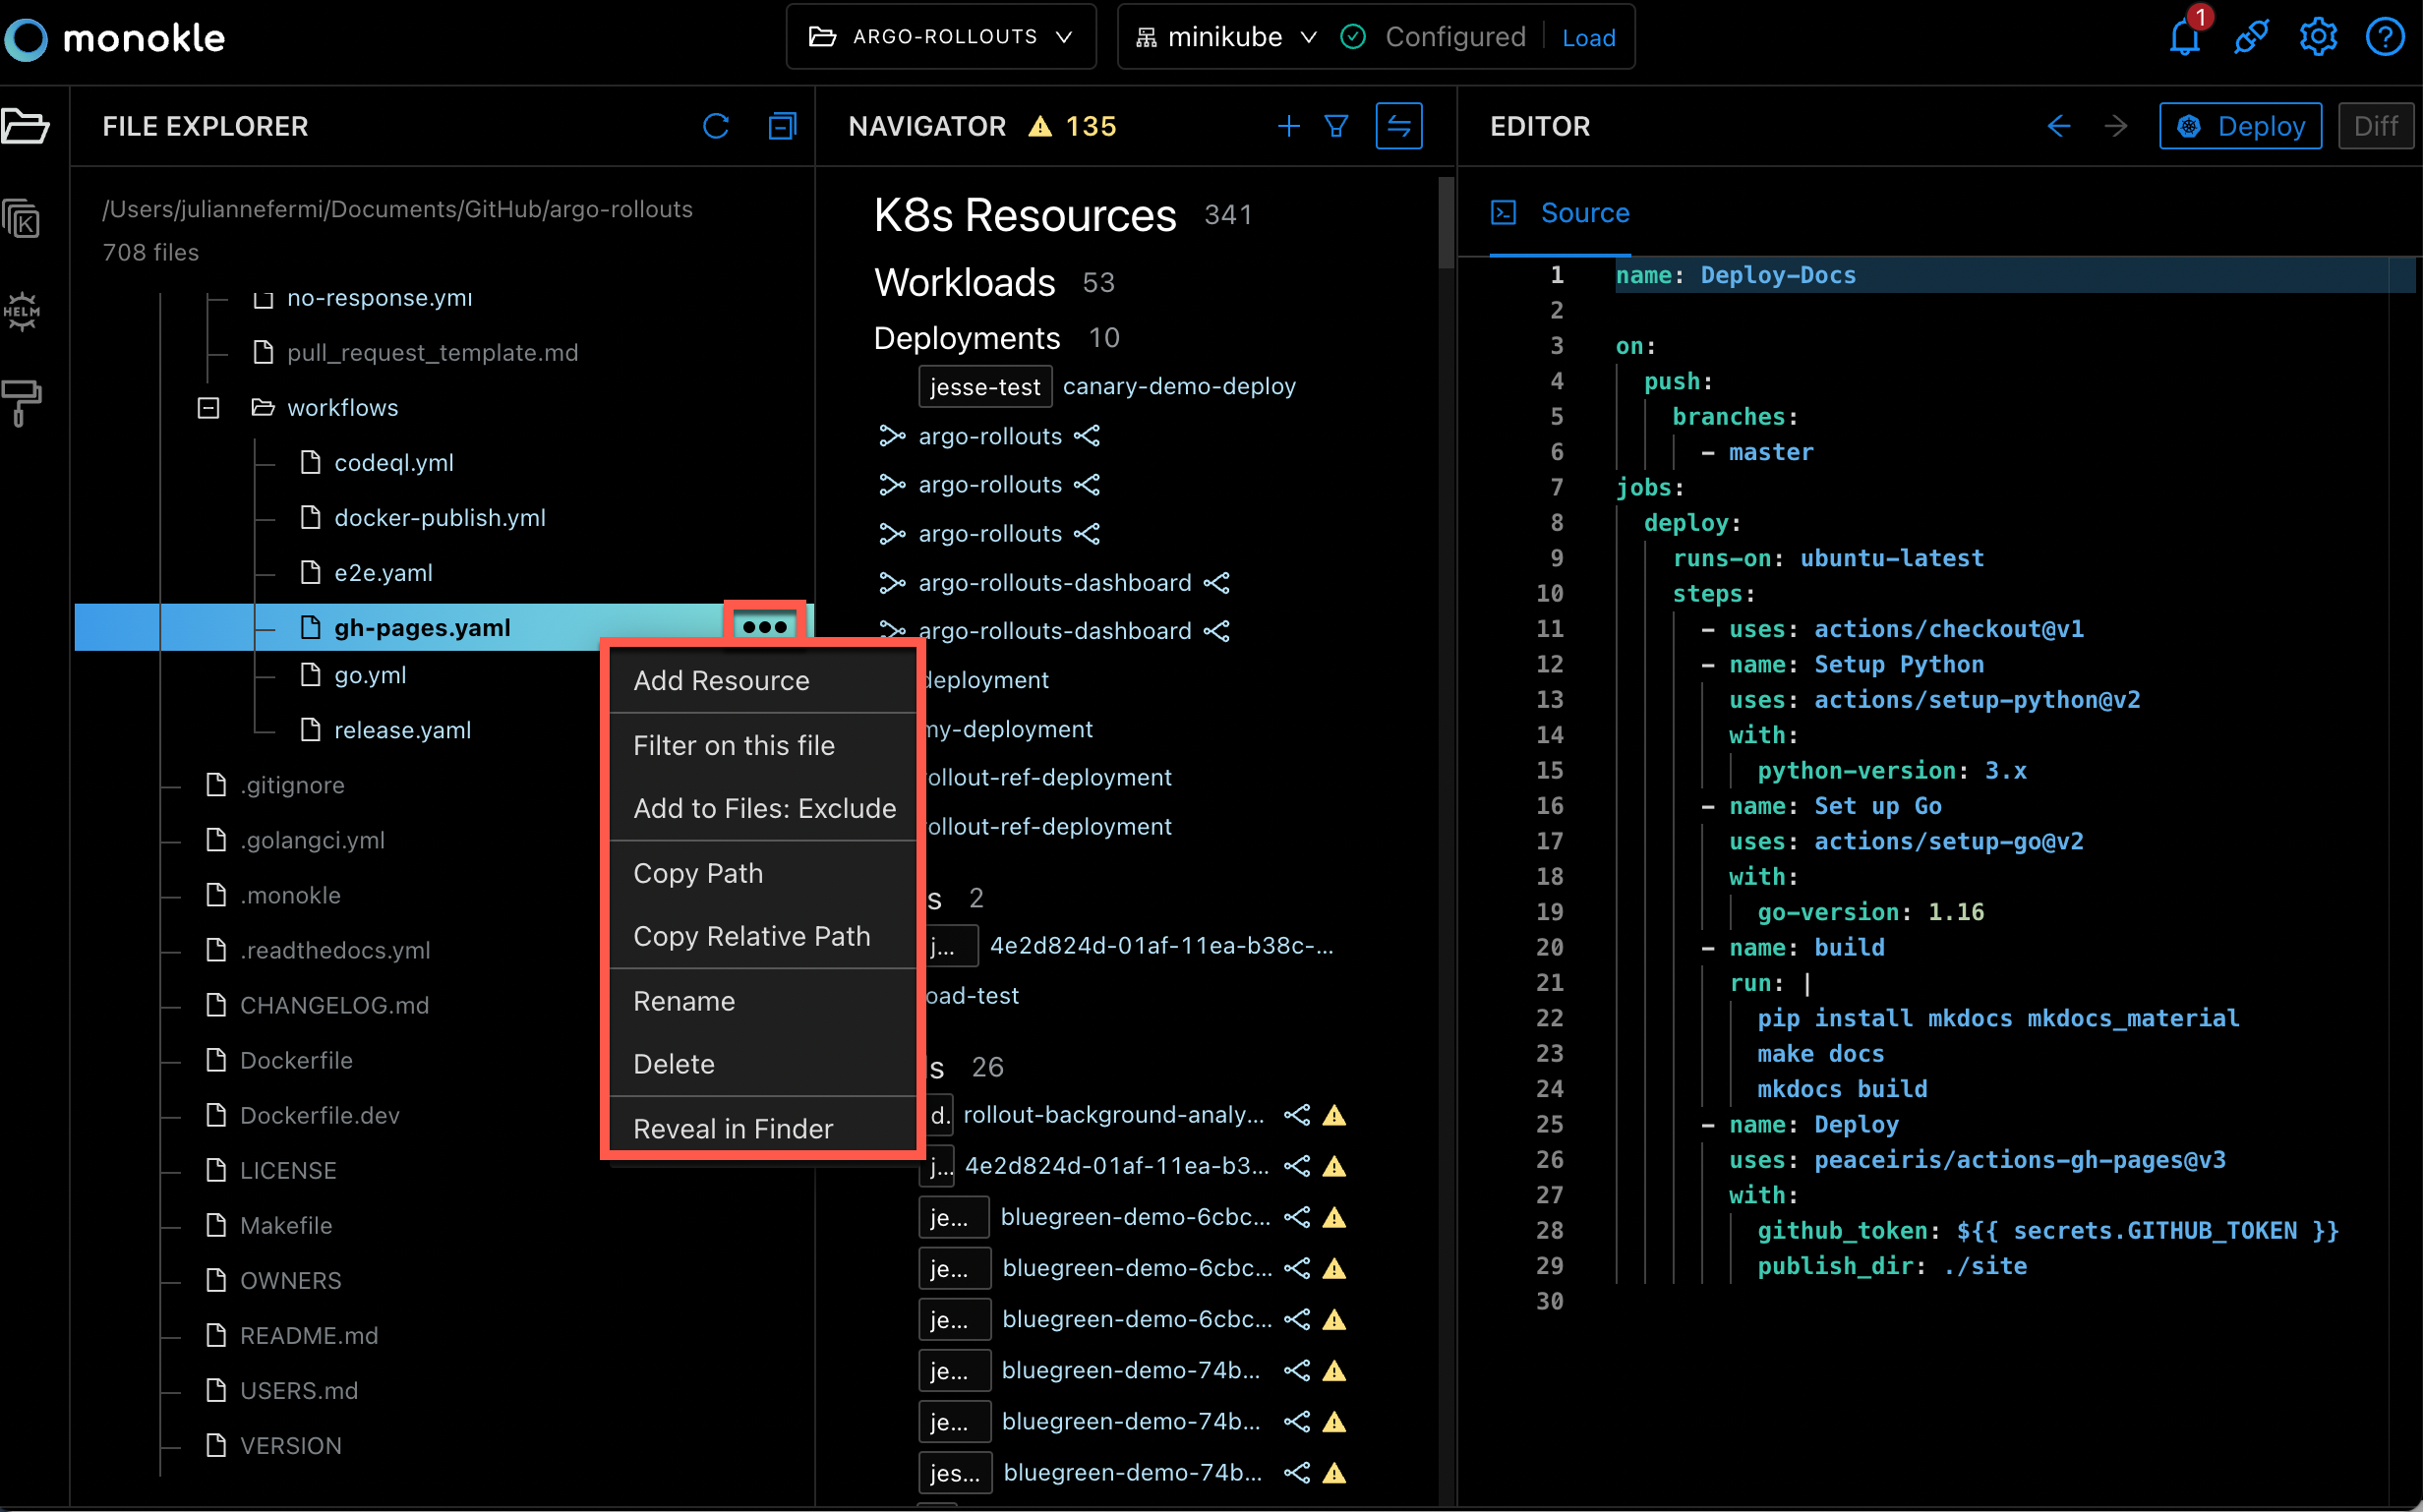 monokle
ARGO-ROLLOUTS
minikube Configured Load
1
FILE EXPLORER
/Users/juliannefermi/Documents/GitHub/argo-rollouts
708 files
no-response.yml
pull_request_template.md
workflows
codeql.yml
docker-publish.yml
e2e.yaml
gh-pages.yaml
go.yml
release.yaml
.gitignore
.golangci.yml
.monokle
.readthedocs.yml
CHANGELOG.md
Dockerfile
Dockerfile.dev
LICENSE
Makefile
OWNERS
README.md
USERS.md
VERSION
HELM
K
Add Resource
Filter on this file
Add to Files: Exclude
Copy Path
Copy Relative Path
Rename
Delete
Reveal in Finder
NAVIGATOR 135
K8s Resources 341
Workloads 53
Deployments 10
jesse-test canary-demo-deploy
argo-rollouts
argo-rollouts
argo-rollouts
argo-rollouts-dashboard
argo-rollouts-dashboard
deployment
my-deployment
rollout-ref-deployment
rollout-ref-deployment
s 2
j... 4e2d824d-01af-11ea-b38c-...
oad-test
s 26
d. rollout-background-analy...
j... 4e2d824d-01af-11ea-b3...
je... bluegreen-demo-6cbc...
je... bluegreen-demo-6cbc...
je... bluegreen-demo-6cbc...
je... bluegreen-demo-74b...
je... bluegreen-demo-74b...
jes... bluegreen-demo-74b...
EDITOR
Deploy Diff
Source
1 name: Deploy-Docs
2
3 on:
4 push:
5 branches:
6 - master
7 jobs:
8 deploy:
9 runs-on: ubuntu-latest
10 steps:
11 - uses: actions/checkout@v1
12 - name: Setup Python
13 uses: actions/setup-python@v2
14 with:
15 python-version: 3.x
16 - name: Set up Go
17 uses: actions/setup-go@v2
18 with:
19 go-version: 1.16
20 - name: build
21 run: |
22 pip install mkdocs mkdocs_material
23 make docs
24 mkdocs build
25 - name: Deploy
26 uses: peaceiris/actions-gh-pages@v3
27 with:
28 github_token: ${{ secrets.GITHUB_TOKEN }}
29 publish_dir: ./site
30